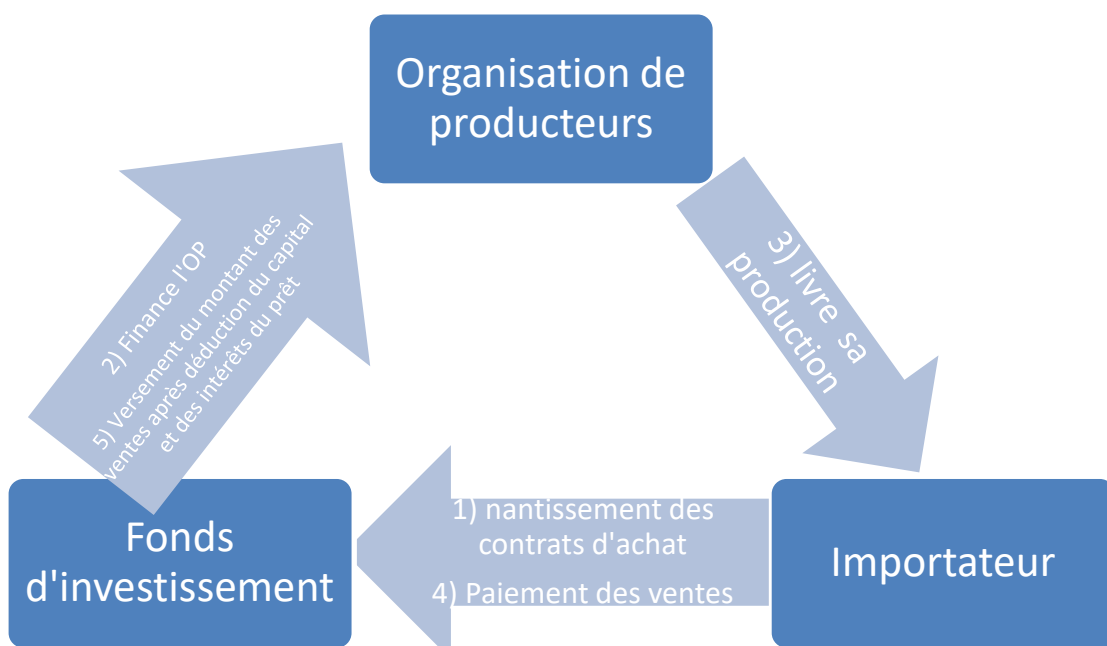 Organisation de
producteurs
2) Finance l'OP
5) Versement du montant des
ventes après déduction du capital
et des intérêts du prêt
3) livre sa
production
1) nantissement des
contrats d'achat
4) Paiement des ventes
Fonds
d'investissement
Importateur